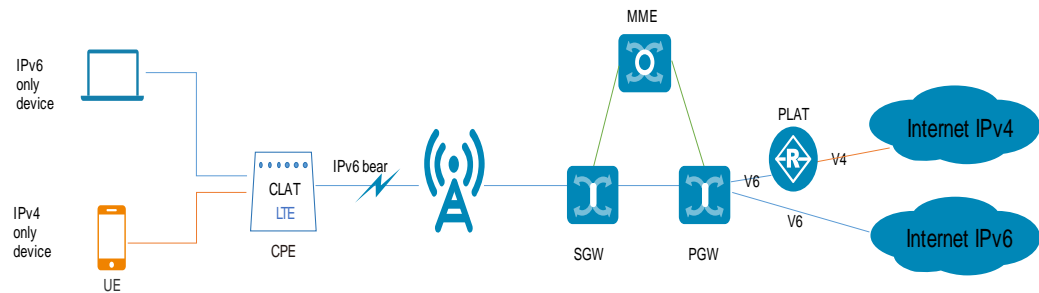 MME
IPv6
only
device
PLAT
Internet IPv4
IPv6 bear
R
V4
CLAT
LTE
V6
IPv4
only
device
V6
Internet IPv6
CPE
SGW
PGW
UE